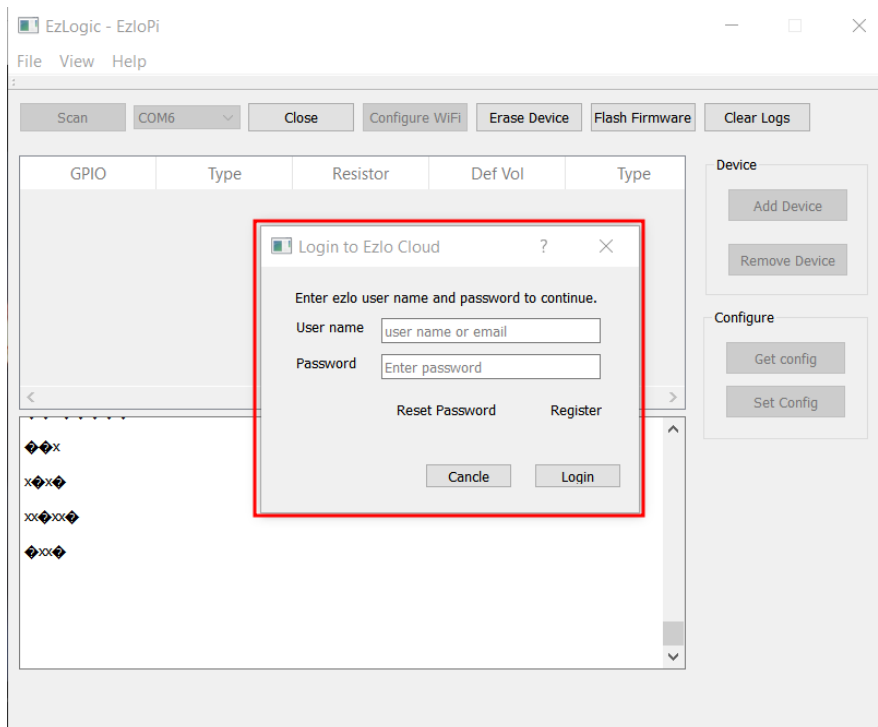 EzLogic - EzloPi
File View Help
Scan COM6 Close Configure WiFi Erase Device Flash Firmware Clear Logs
GPIO Type Resistor Def Vol Type
Device
Add Device
Remove Device
Login to Ezlo Cloud ?
Enter ezlo user name and password to continue.
User name user name or email
Password Enter password
Reset Password Register
Cancle Login
Configure
Get config
Set Config
��x
x�x�
xx�xx�
�xx�